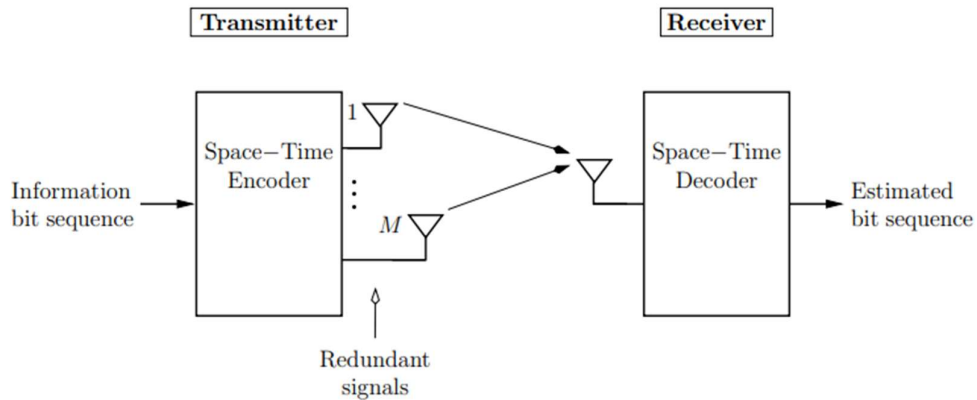 Transmitter
Receiver
1
Space−Time
Encoder
Space−Time
Decoder
Information
bit sequence
M
Estimated
bit sequence
Redundant
signals